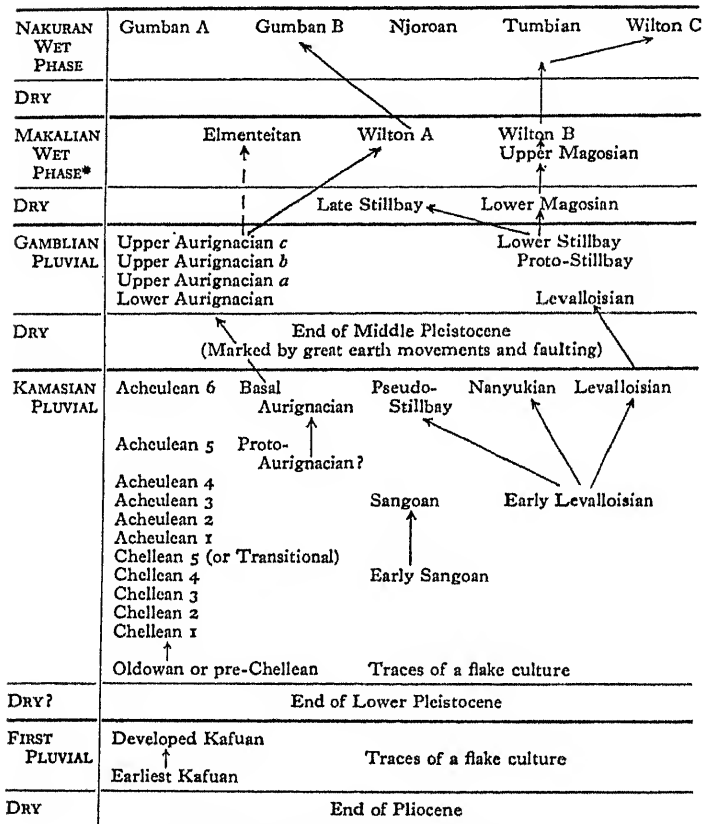 NAKURAN WET PHASE Gumban A Gumban B Njoroan Tumbian Wilton C
DRY
MAKALIAN WET PHASE* Elmenteitan Wilton A Wilton B
Upper Magosian
DRY Late Stillbay Lower Magosian
GAMBLIAN PLUVIAL Upper Aurignacian c Lower Stillbay
Upper Aurignacian b Proto-Stillbay
Upper Aurignacian a
Lower Aurignacian Levalloisian
DRY End of Middle Pleistocene
(Marked by great earth movements and faulting)
KAMASIAN PLUVIAL Acheulean 6 Basal Aurignacian Pseudo-Stillbay Nanyukian Levalloisian
Acheulean 5 Proto-Aurignacian?
Acheulean 4
Acheulean 3 Sangoan Early Levalloisian
Acheulean 2
Acheulean 1
Chellean 5 (or Transitional)
Chellean 4 Early Sangoan
Chellean 3
Chellean 2
Chellean 1
Oldowan or pre-Chellean Traces of a flake culture
DRY? End of Lower Pleistocene
FIRST PLUVIAL Developed Kafuan
Traces of a flake culture
Earliest Kafuan
DRY End of Pliocene